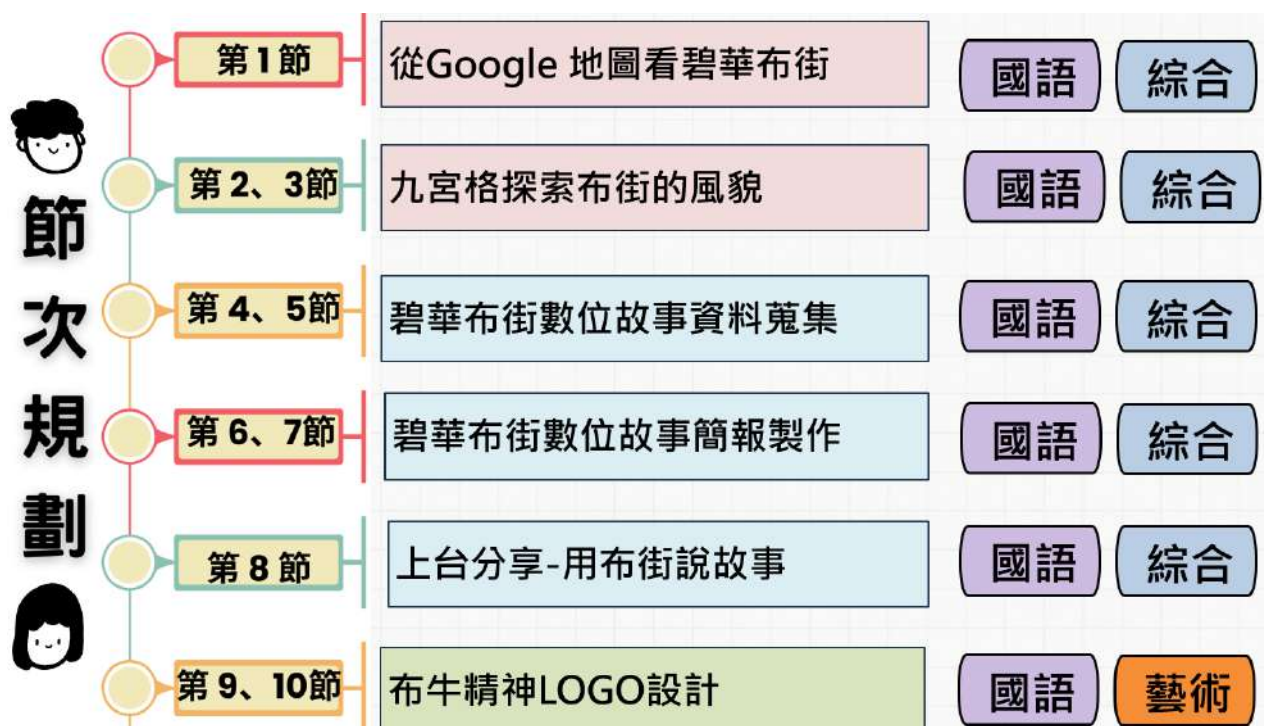 節次規劃
第1節
從Google 地圖看碧華布街
國語
綜合
第 2、3節
九宮格探索布街的風貌
國語
綜合
第 4、5節
碧華布街數位故事資料蒐集
國語
綜合
第 6、7節
碧華布街數位故事簡報製作
國語
綜合
第 8 節
上台分享-用布街說故事
國語
綜合
第 9、10節
布牛精神LOGO設計
國語
藝術